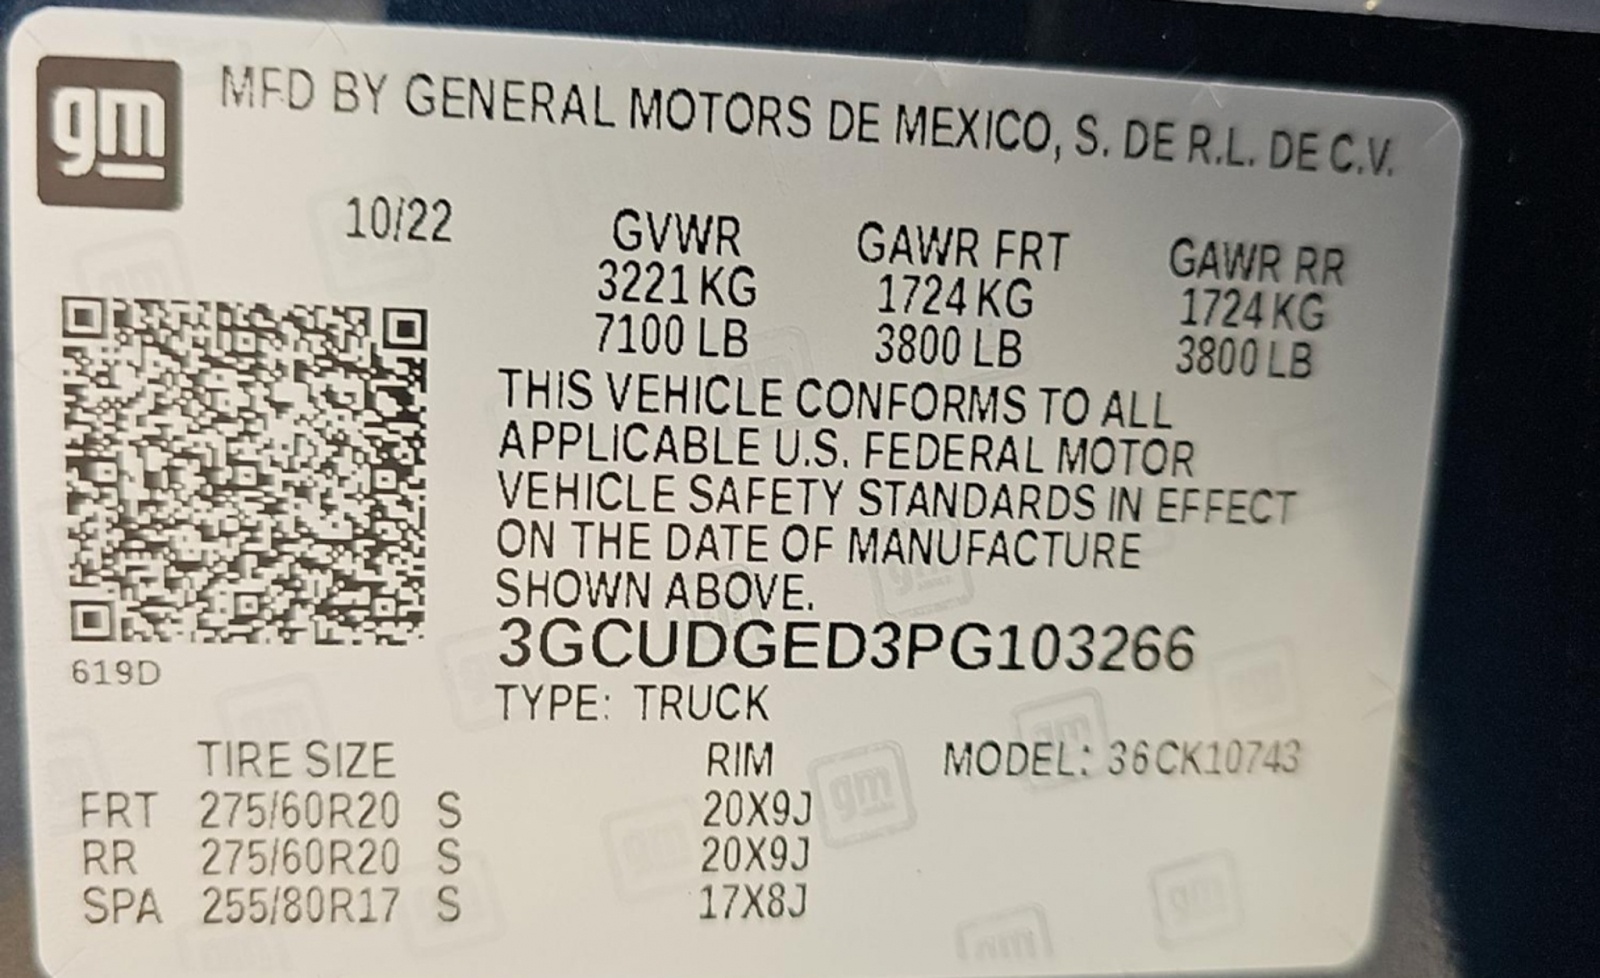 gm
MFD BY GENERAL MOTORS DE MEXICO, S. DE R.L. DE C.V.
10/22 GVWR GAWR FRT GAWR RR
3221 KG 1724 KG 1724 KG
7100 LB 3800 LB 3800 LB
THIS VEHICLE CONFORMS TO ALL
APPLICABLE U.S. FEDERAL MOTOR
VEHICLE SAFETY STANDARDS IN EFFECT
ON THE DATE OF MANUFACTURE
SHOWN ABOVE.
3GCUDGED3PG103266
619D
TYPE: TRUCK
TIRE SIZE RIM MODEL: 36CK10743
FRT 275/60R20 S 20X9J
RR 275/60R20 S 20X9J
SPA 255/80R17 S 17X8J